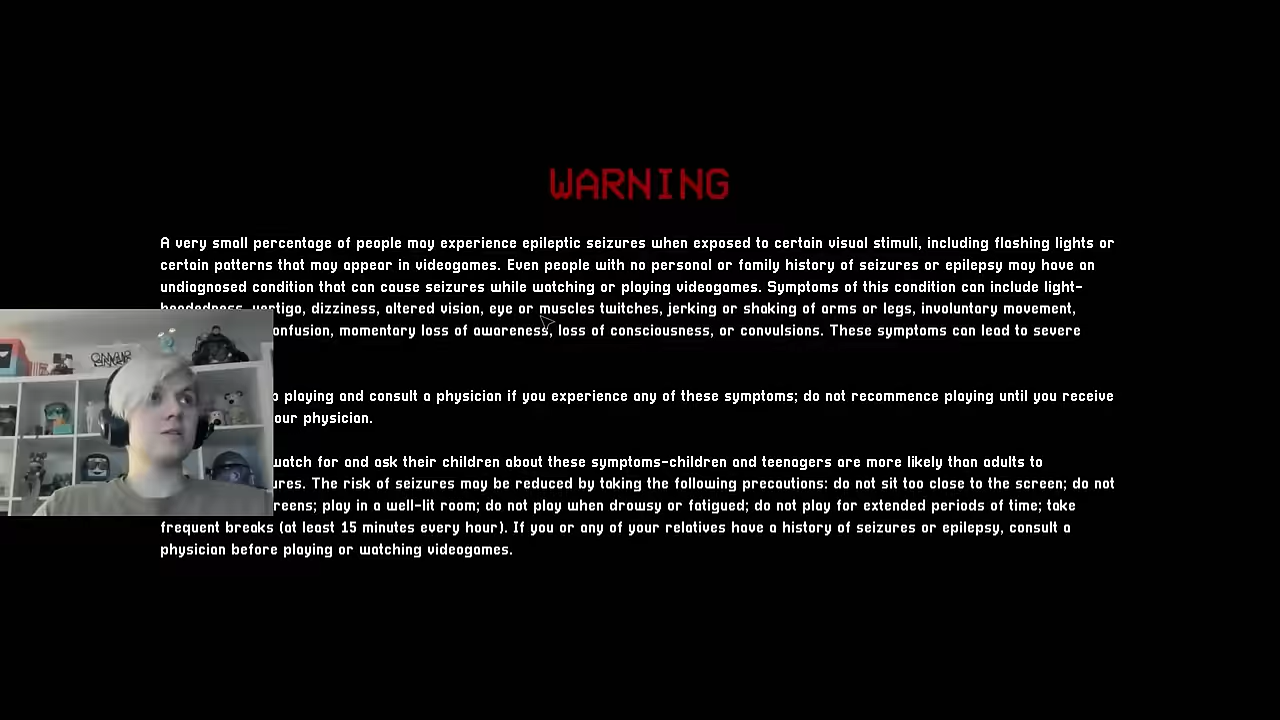 WARNING
A very small percentage of people may experience epileptic seizures when exposed to certain visual stimuli, including flashing lights or
certain patterns that may appear in videogames. Even people with no personal or family history of seizures or epilepsy may have an
undiagnosed condition that can cause seizures while watching or playing videogames. Symptoms of this condition can include light-
headedness, vertigo, dizziness, altered vision, eye or muscles twitches, jerking or shaking of arms or legs, involuntary movement,
onfusion, momentary loss of awareness, loss of consciousness, or convulsions. These symptoms can lead to severe
playing and consult a physician if you experience any of these symptoms; do not recommence playing until you receive
our physician.
watch for and ask their children about these symptoms-children and teenagers are more likely than adults to
ures. The risk of seizures may be reduced by taking the following precautions: do not sit too close to the screen; do not
reens; play in a well-lit room; do not play when drowsy or fatigued; do not play for extended periods of time; take
frequent breaks (at least 15 minutes every hour). If you or any of your relatives have a history of seizures or epilepsy, consult a
physician before playing or watching videogames.